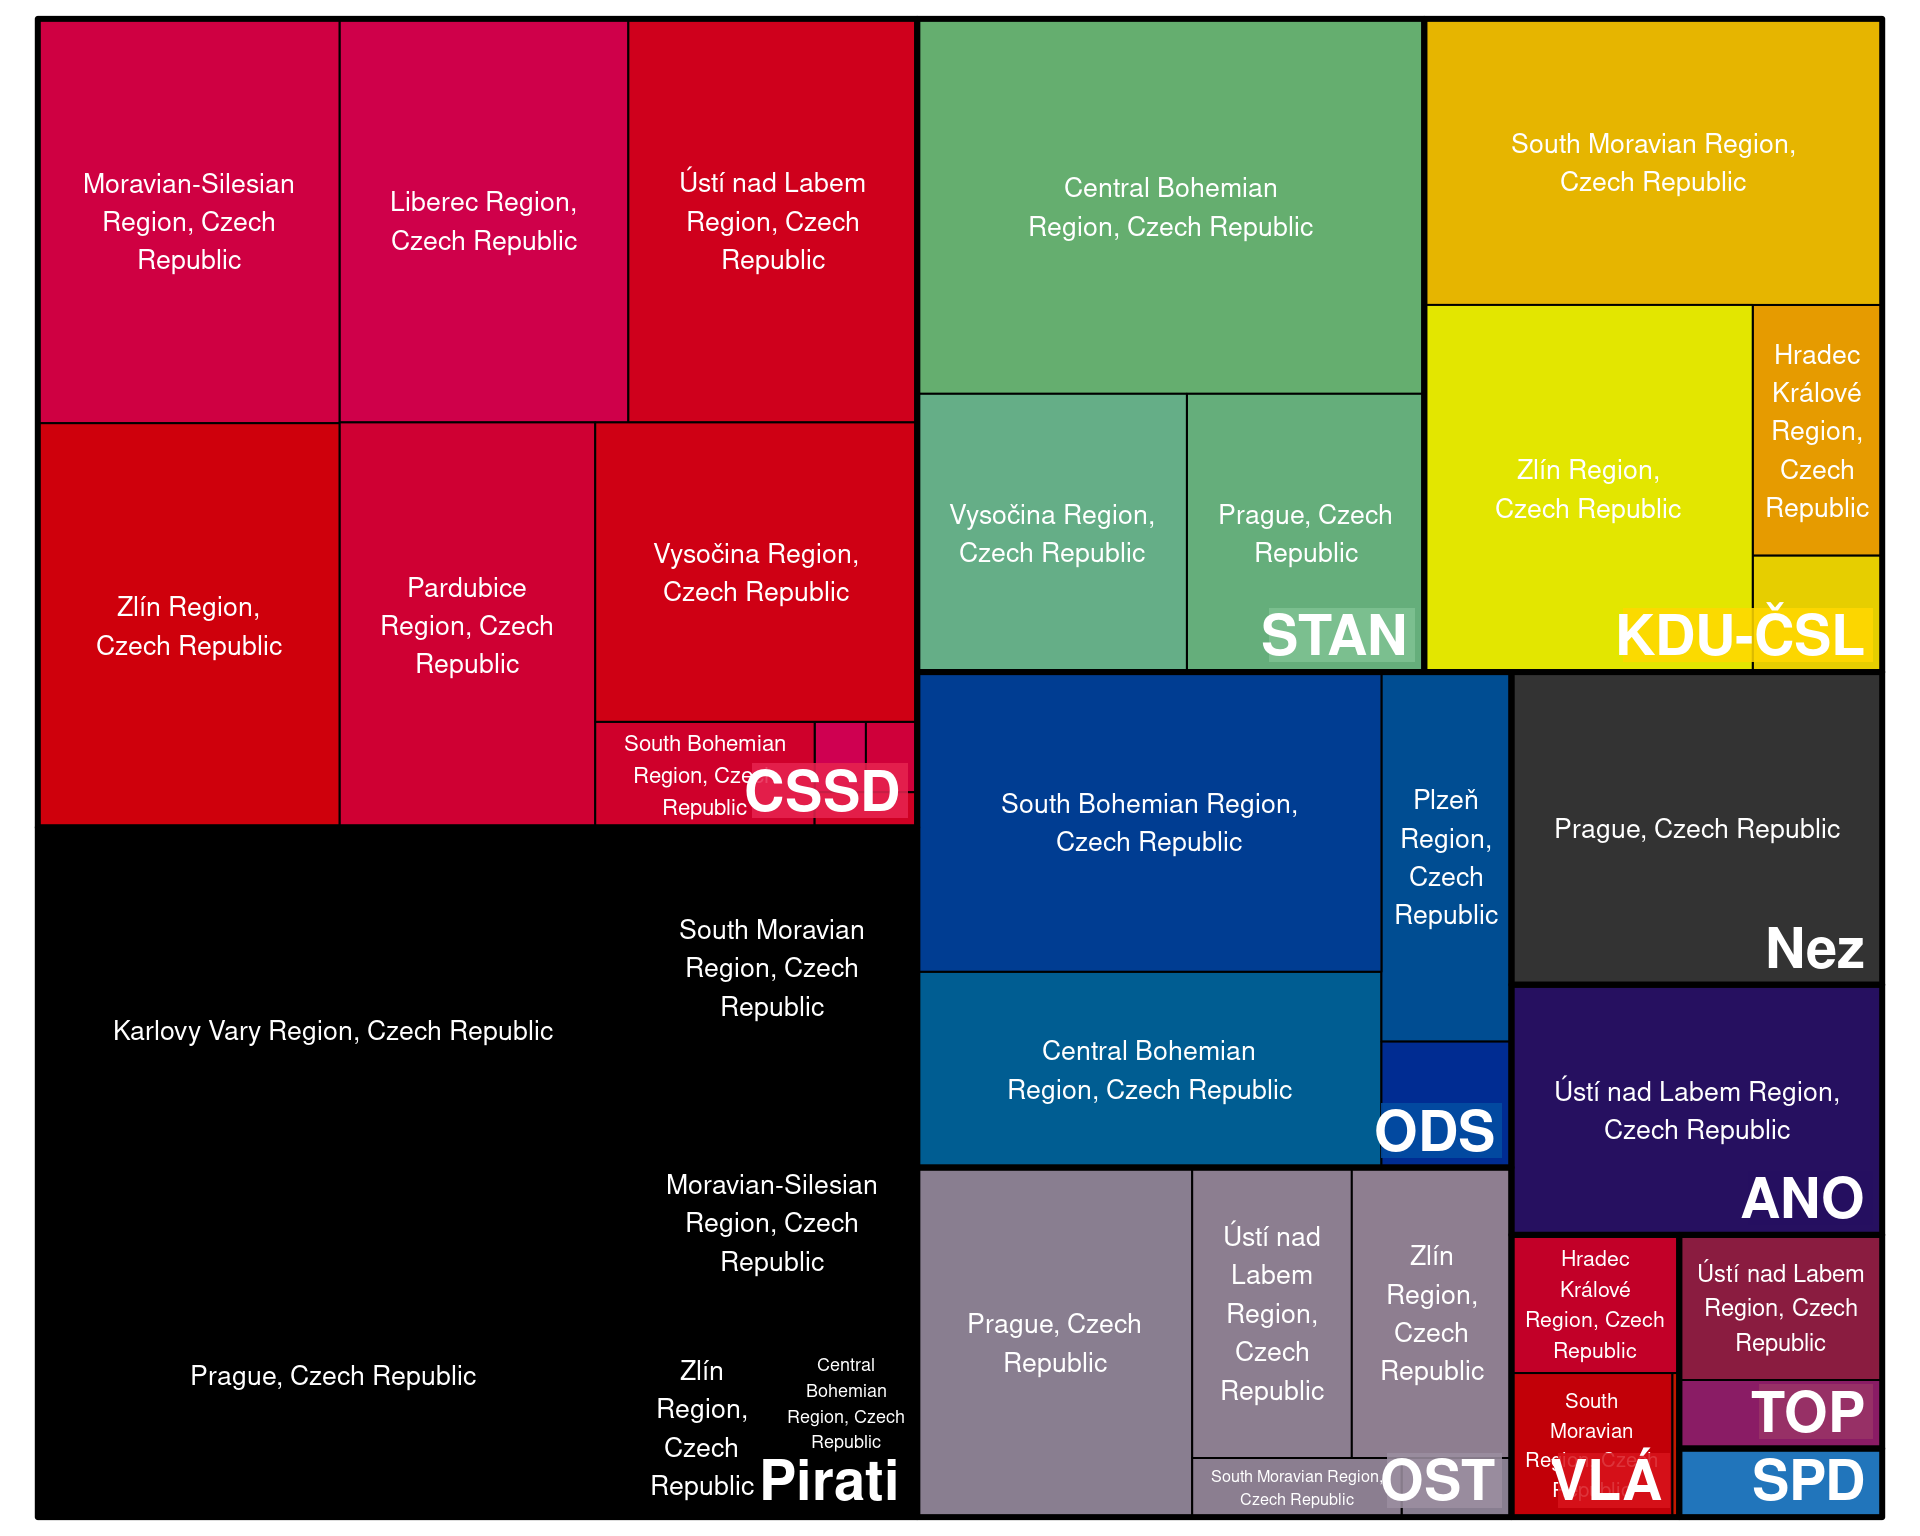 Moravian-Silesian
Region, Czech
Republic
Liberec Region,
Czech Republic
Ústí nad Labem
Region, Czech
Republic
Zlín Region,
Czech Republic
Pardubice
Region, Czech
Republic
Vysočina Region,
Czech Republic
South Bohemian
Region, Czech
Republic
CSSD
Central Bohemian
Region, Czech Republic
Vysočina Region,
Czech Republic
Prague, Czech
Republic
STAN
South Moravian Region,
Czech Republic
Zlín Region,
Czech Republic
Hradec
Králové
Region,
Czech
Republic
KDU-ČSL
Karlovy Vary Region, Czech Republic
South Moravian
Region, Czech
Republic
Moravian-Silesian
Region, Czech
Republic
Prague, Czech Republic
Zlín
Region,
Czech
Republic
Central
Bohemian
Region, Czech
Republic
Pirati
South Bohemian Region,
Czech Republic
Plzeň
Region,
Czech
Republic
Central Bohemian
Region, Czech Republic
ODS
Prague, Czech Republic
Nez
Ústí nad Labem Region,
Czech Republic
ANO
Prague, Czech
Republic
Ústí nad
Labem
Region,
Czech
Republic
Zlín
Region,
Czech
Republic
South Moravian Region,
Czech Republic
OST
Hradec
Králové
Region, Czech
Republic
South
Moravian
Region, Czech
Republic
VLÁ
Ústí nad Labem
Region, Czech
Republic
TOP
SPD